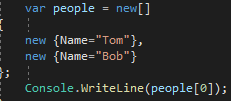 var people = new[]
{
new {Name="Tom"},
new {Name="Bob"}
};
Console.WriteLine(people[0]);